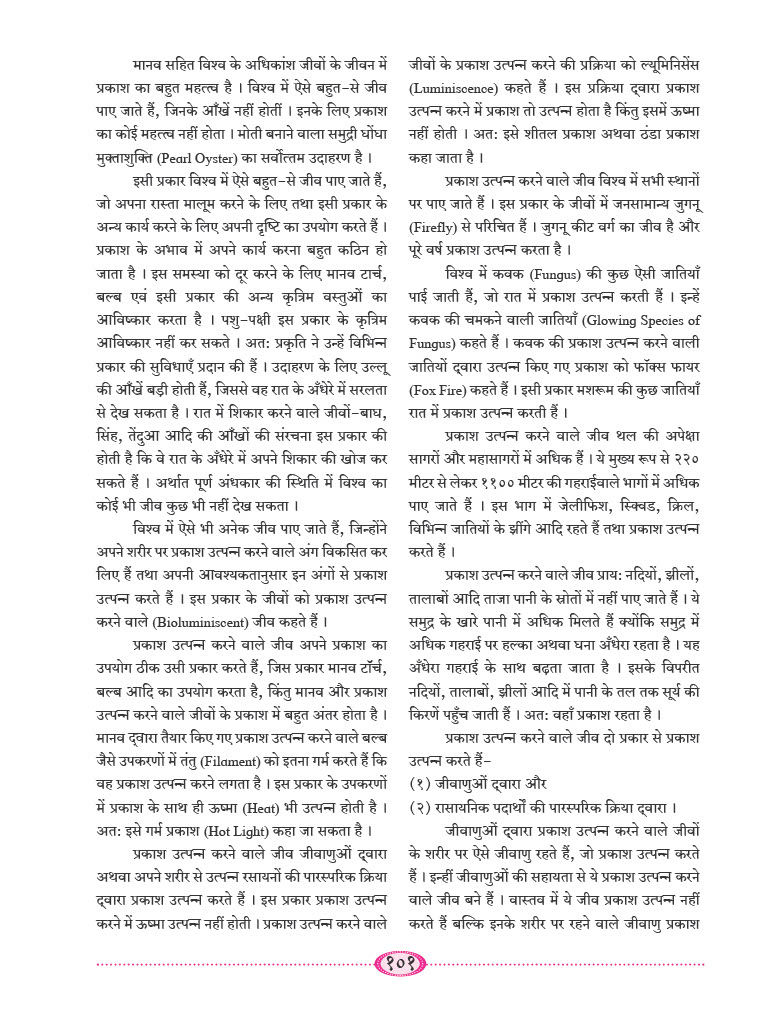 मानव सहित विश्व के अधिकांश जीवों के जीवन में
प्रकाश का बहुत महत्त्व है । विश्व में ऐसे बहुत-से जीव
पाए जाते हैं, जिनके आँखें नहीं होतीं । इनके लिए प्रकाश
का कोई महत्त्व नहीं होता । मोती बनाने वाला समुद्री घोंघा
मुक्ताशुक्ति (Pearl Oyster) का सर्वोत्तम उदाहरण है ।
इसी प्रकार विश्व में ऐसे बहुत-से जीव पाए जाते हैं,
जो अपना रास्ता मालूम करने के लिए तथा इसी प्रकार के
अन्य कार्य करने के लिए अपनी दृष्टि का उपयोग करते हैं ।
प्रकाश के अभाव में अपने कार्य करना बहुत कठिन हो
जाता है । इस समस्या को दूर करने के लिए मानव टार्च,
बल्ब एवं इसी प्रकार की अन्य कृत्रिम वस्तुओं का
आविष्कार करता है । पशु-पक्षी इस प्रकार के कृत्रिम
आविष्कार नहीं कर सकते । अत: प्रकृति ने उन्हें विभिन्न
प्रकार की सुविधाएँ प्रदान की हैं । उदाहरण के लिए उल्लू
की आँखें बड़ी होती हैं, जिससे वह रात के अँधेरे में सरलता
से देख सकता है । रात में शिकार करने वाले जीवों-बाघ,
सिंह, तेंदुआ आदि की आँखों की संरचना इस प्रकार की
होती है कि वे रात के अँधेरे में अपने शिकार की खोज कर
सकते हैं । अर्थात पूर्ण अंधकार की स्थिति में विश्व का
कोई भी जीव कुछ भी नहीं देख सकता ।
विश्व में ऐसे भी अनेक जीव पाए जाते हैं, जिन्होंने
अपने शरीर पर प्रकाश उत्पन्न करने वाले अंग विकसित कर
लिए हैं तथा अपनी आवश्यकतानुसार इन अंगों से प्रकाश
उत्पन्न करते हैं । इस प्रकार के जीवों को प्रकाश उत्पन्न
करने वाले (Bioluminiscent) जीव कहते हैं ।
प्रकाश उत्पन्न करने वाले जीव अपने प्रकाश का
उपयोग ठीक उसी प्रकार करते हैं, जिस प्रकार मानव टॉर्च,
बल्ब आदि का उपयोग करता है, किंतु मानव और प्रकाश
उत्पन्न करने वाले जीवों के प्रकाश में बहुत अंतर होता है ।
मानव द्वारा तैयार किए गए प्रकाश उत्पन्न करने वाले बल्ब
जैसे उपकरणों में तंतु (Filament) को इतना गर्म करते हैं कि
वह प्रकाश उत्पन्न करने लगता है । इस प्रकार के उपकरणों
में प्रकाश के साथ ही ऊष्मा (Heat) भी उत्पन्न होती है ।
अत: इसे गर्म प्रकाश (Hot Light) कहा जा सकता है ।
प्रकाश उत्पन्न करने वाले जीव जीवाणुओं द्वारा
अथवा अपने शरीर से उत्पन्न रसायनों की पारस्परिक क्रिया
द्वारा प्रकाश उत्पन्न करते हैं । इस प्रकार प्रकाश उत्पन्न
करने में ऊष्मा उत्पन्न नहीं होती । प्रकाश उत्पन्न करने वाले
जीवों के प्रकाश उत्पन्न करने की प्रक्रिया को ल्यूमिनिसेंस
(Luminiscence) कहते हैं । इस प्रक्रिया द्वारा प्रकाश
उत्पन्न करने में प्रकाश तो उत्पन्न होता है किंतु इसमें ऊष्मा
नहीं होती । अत: इसे शीतल प्रकाश अथवा ठंडा प्रकाश
कहा जाता है ।
प्रकाश उत्पन्न करने वाले जीव विश्व में सभी स्थानों
पर पाए जाते हैं । इस प्रकार के जीवों में जनसामान्य जुगनू
(Firefly) से परिचित हैं । जुगनू कीट वर्ग का जीव है और
पूरे वर्ष प्रकाश उत्पन्न करता है ।
विश्व में कवक (Fungus) की कुछ ऐसी जातियाँ
पाई जाती हैं, जो रात में प्रकाश उत्पन्न करती हैं । इन्हें
कवक की चमकने वाली जातियाँ (Glowing Species of
Fungus) कहते हैं । कवक की प्रकाश उत्पन्न करने वाली
जातियों द्वारा उत्पन्न किए गए प्रकाश को फॉक्स फायर
(Fox Fire) कहते हैं । इसी प्रकार मशरूम की कुछ जातियाँ
रात में प्रकाश उत्पन्न करती हैं ।
प्रकाश उत्पन्न करने वाले जीव थल की अपेक्षा
सागरों और महासागरों में अधिक हैं । ये मुख्य रूप से २२०
मीटर से लेकर ११०० मीटर की गहराईवाले भागों में अधिक
पाए जाते हैं । इस भाग में जेलीफिश, स्क्विड, क्रिल,
विभिन्न जातियों के झींगे आदि रहते हैं तथा प्रकाश उत्पन्न
करते हैं ।
प्रकाश उत्पन्न करने वाले जीव प्राय: नदियों, झीलों,
तालाबों आदि ताजा पानी के स्रोतों में नहीं पाए जाते हैं । ये
समुद्र के खारे पानी में अधिक मिलते हैं क्योंकि समुद्र में
अधिक गहराई पर हल्का अथवा घना अँधेरा रहता है । यह
अँधेरा गहराई के साथ बढ़ता जाता है । इसके विपरीत
नदियों, तालाबों, झीलों आदि में पानी के तल तक सूर्य की
किरणें पहुँच जाती हैं । अत: वहाँ प्रकाश रहता है ।
प्रकाश उत्पन्न करने वाले जीव दो प्रकार से प्रकाश
उत्पन्न करते हैं-
(१) जीवाणुओं द्वारा और
(२) रासायनिक पदार्थों की पारस्परिक क्रिया द्वारा ।
जीवाणुओं द्वारा प्रकाश उत्पन्न करने वाले जीवों
के शरीर पर ऐसे जीवाणु रहते हैं, जो प्रकाश उत्पन्न करते
हैं । इन्हीं जीवाणुओं की सहायता से ये प्रकाश उत्पन्न करने
वाले जीव बने हैं । वास्तव में ये जीव प्रकाश उत्पन्न नहीं
करते हैं बल्कि इनके शरीर पर रहने वाले जीवाणु प्रकाश
१०१